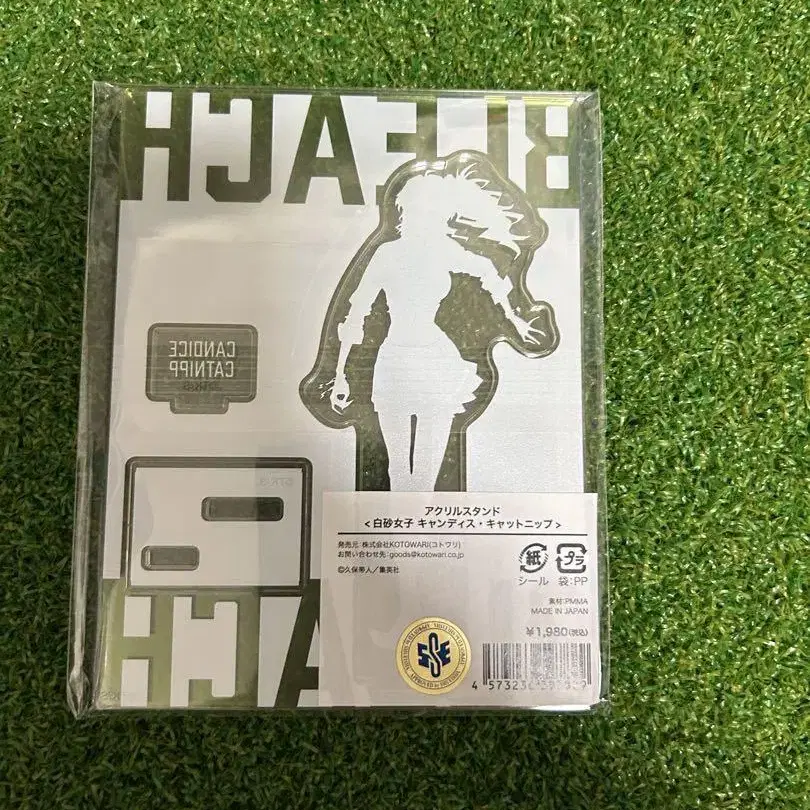 BLEACH
CANDICE
CATNIPP
アクリルスタンド
<白砂女子 キャンディス・キャットニップ>
発売元:株式会社KOTOWARI(コトワリ)
お問い合わせ先:goods@kotowari.co.jp
©久保帯人/集英社
紙 プラ
シール 袋:PP
素材:PMMA
MADE IN JAPAN
¥1,980(税込)
ACH